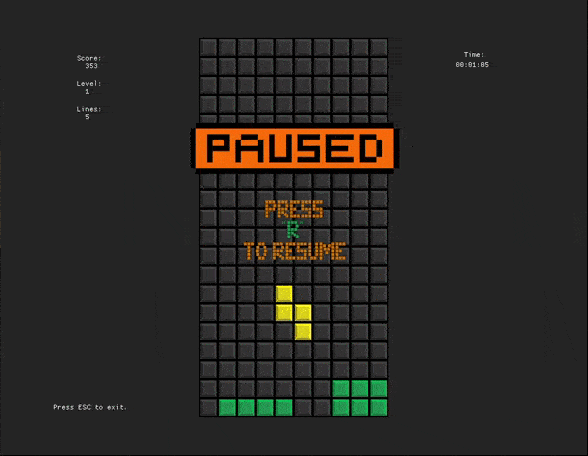 Score:
353
Level:
1
Lines:
5
Time:
00:01:05
PAUSED
PRESS
"R"
TO RESUME
Press ESC to exit.